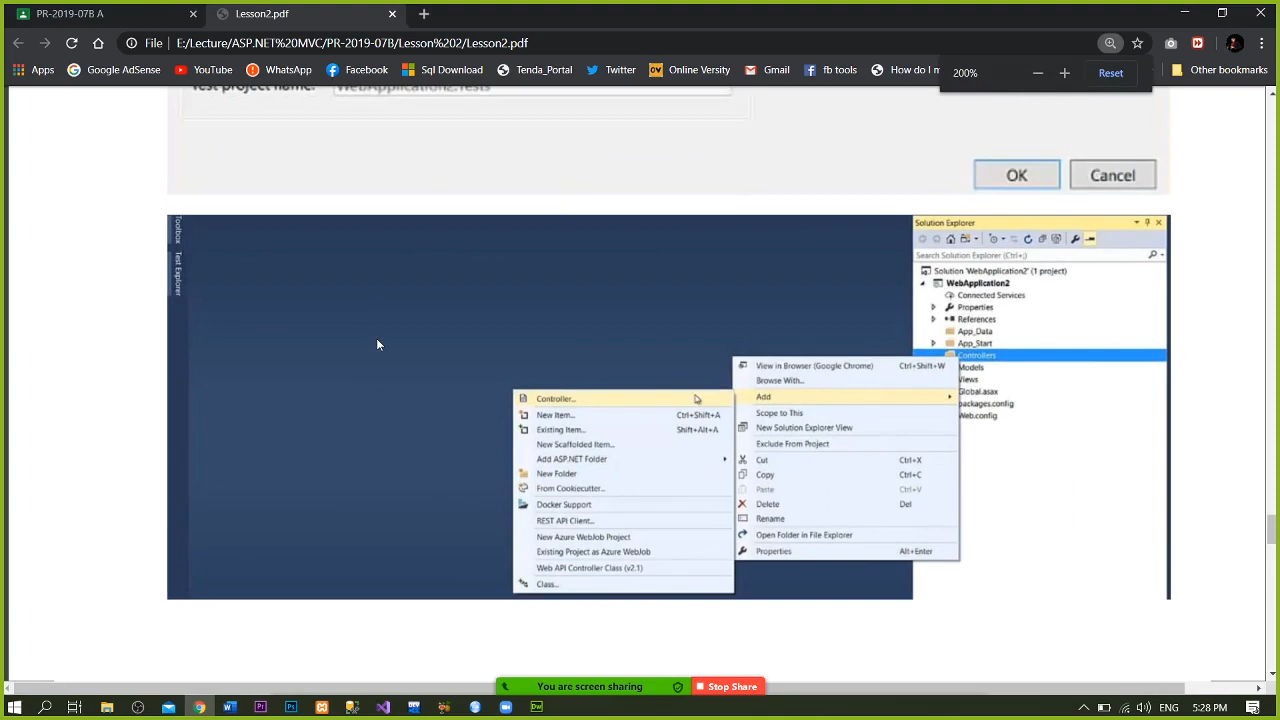 PR-2019-07B A
Lesson2.pdf
File
E:/Lecture/ASP.NET%20MVC/PR-2019-07B/Lesson%202/Lesson2.pdf
Apps
Google AdSense
YouTube
WhatsApp
Facebook
Sql Download
Tenda_Portal
Twitter
Online Versity
Gmail
fb tools
How do I m
200%
Reset
Other bookmarks
Test project name:
WebApplication2.Tests
OK
Cancel
Toolbox
Test Explorer
Solution Explorer
Search Solution Explorer (Ctrl+;)
Solution 'WebApplication2' (1 project)
WebApplication2
Connected Services
Properties
References
App_Data
App_Start
Controllers
Models
Views
Global.asax
packages.config
Web.config
View in Browser (Google Chrome) Ctrl+Shift+W
Browse With...
Add
Scope to This
New Solution Explorer View
Exclude From Project
Cut Ctrl+X
Copy Ctrl+C
Paste Ctrl+V
Delete Del
Rename
Open Folder in File Explorer
Properties Alt+Enter
Controller...
New Item... Ctrl+Shift+A
Existing Item... Shift+Alt+A
New Scaffolded Item...
Add ASP.NET Folder
New Folder
From Cookiecutter...
Docker Support
REST API Client...
New Azure WebJob Project
Existing Project as Azure WebJob
Web API Controller Class (v2.1)
Class...
You are screen sharing
Stop Share
ENG
5:28 PM